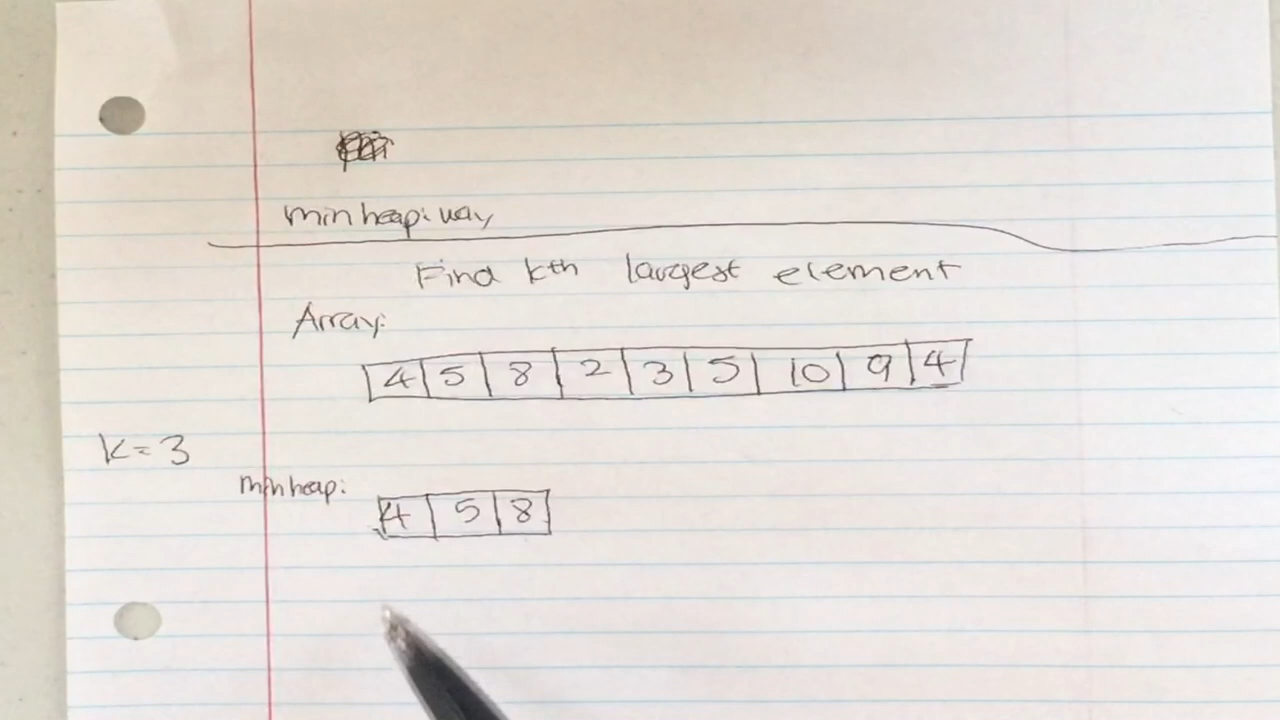 min heap: way
Find kth largest element
Array:
4 5 8 2 3 5 10 9 4
K=3
min heap:
4 5 8